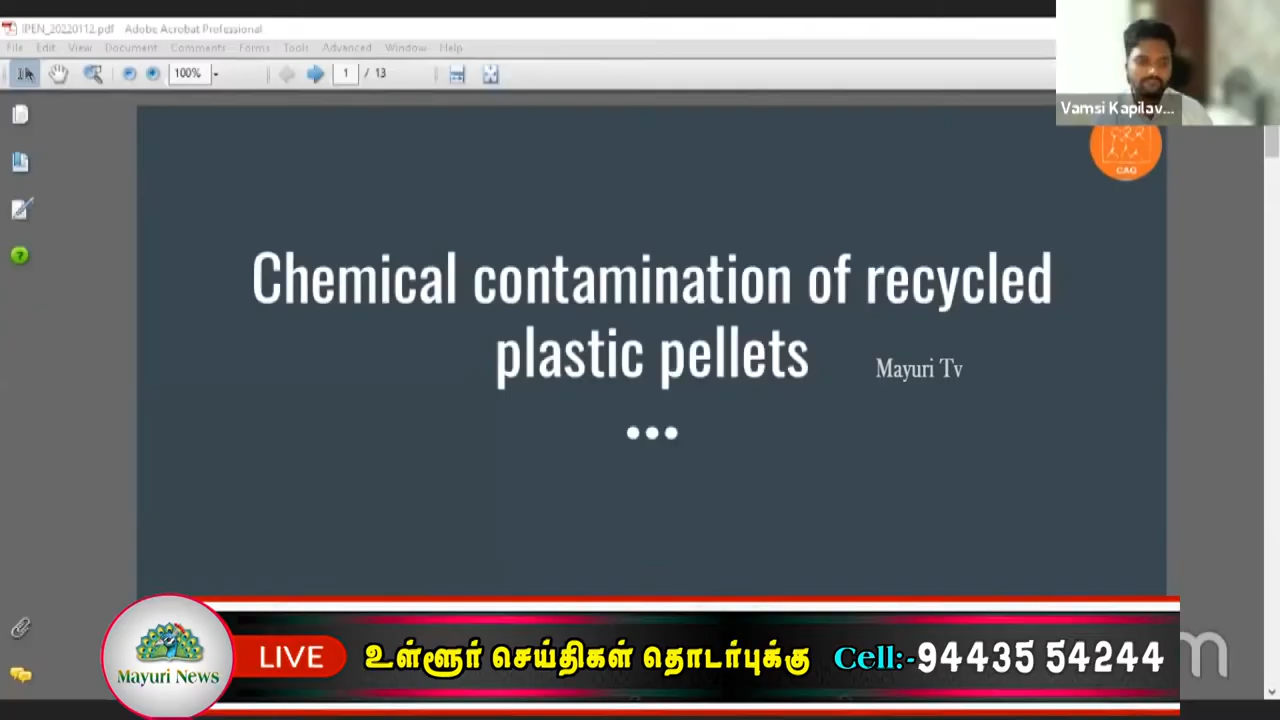 IPEN_20220112.pdf - Adobe Acrobat Professional
File Edit View Document Comments Forms Tools Advanced Window Help
100% 1 / 13
Vamsi Kapilav...
CAG
Chemical contamination of recycled
plastic pellets
Mayuri Tv
Mayuri News
LIVE உள்ளூர் செய்திகள் தொடர்புக்கு Cell:-94435 54244
m